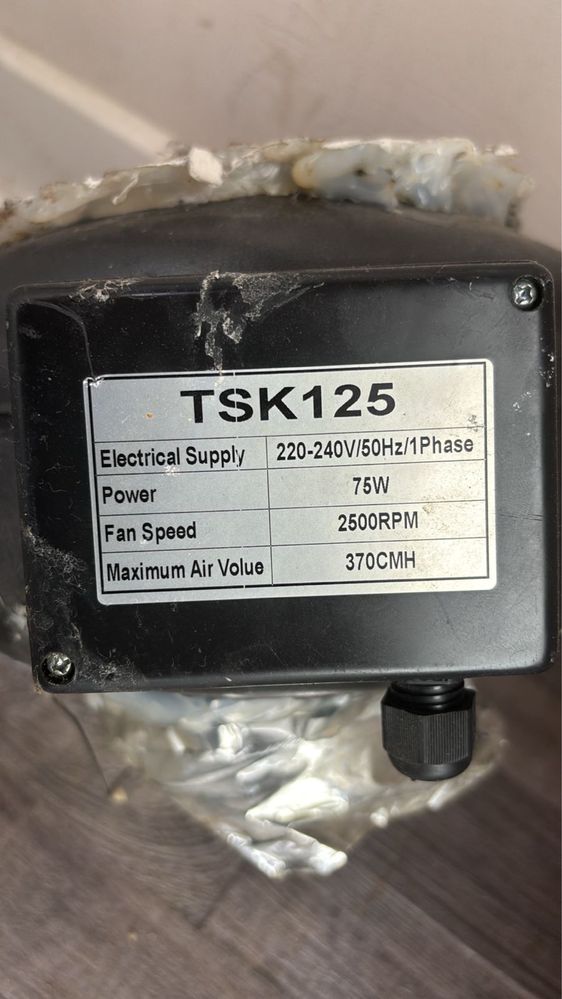 TSK125
Electrical Supply 220-240V/50Hz/1Phase
Power 75W
Fan Speed 2500RPM
Maximum Air Volue 370CMH